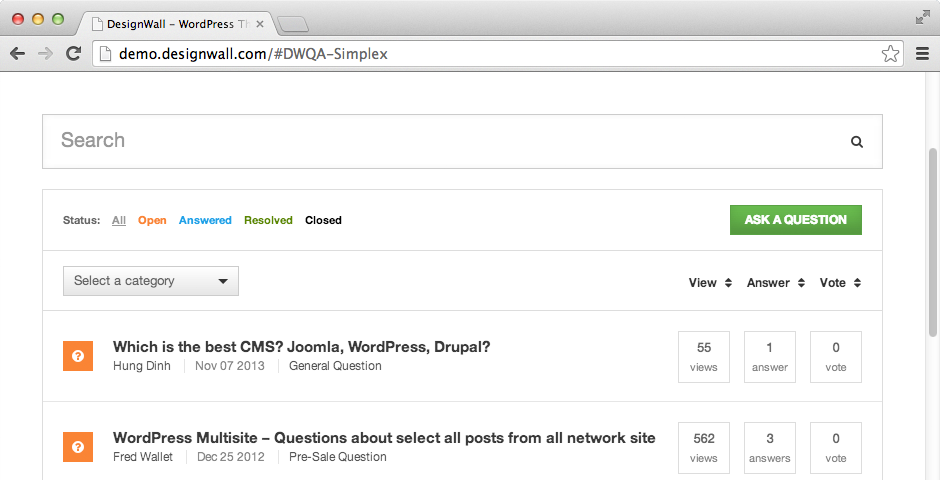 DesignWall – WordPress Th
demo.designwall.com/#DWQA-Simplex
Search
Status: All Open Answered Resolved Closed
ASK A QUESTION
Select a category
View Answer Vote
Which is the best CMS? Joomla, WordPress, Drupal?
Hung Dinh Nov 07 2013 General Question
55 views
1 answer
0 vote
WordPress Multisite – Questions about select all posts from all network site
Fred Wallet Dec 25 2012 Pre-Sale Question
562 views
3 answers
0 vote